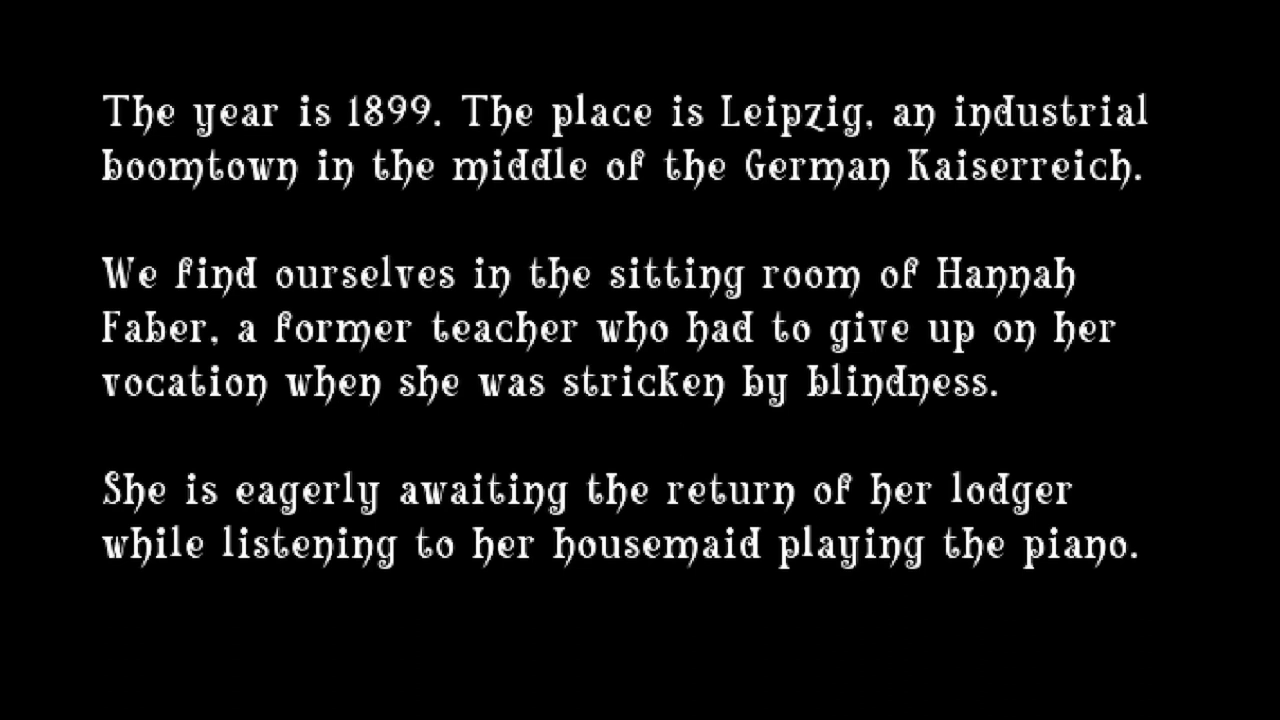 The year is 1899. The place is Leipzig, an industrial
boomtown in the middle of the German Kaiserreich.
We find ourselves in the sitting room of Hannah
Faber, a former teacher who had to give up on her
vocation when she was stricken by blindness.
She is eagerly awaiting the return of her lodger
while listening to her housemaid playing the piano.